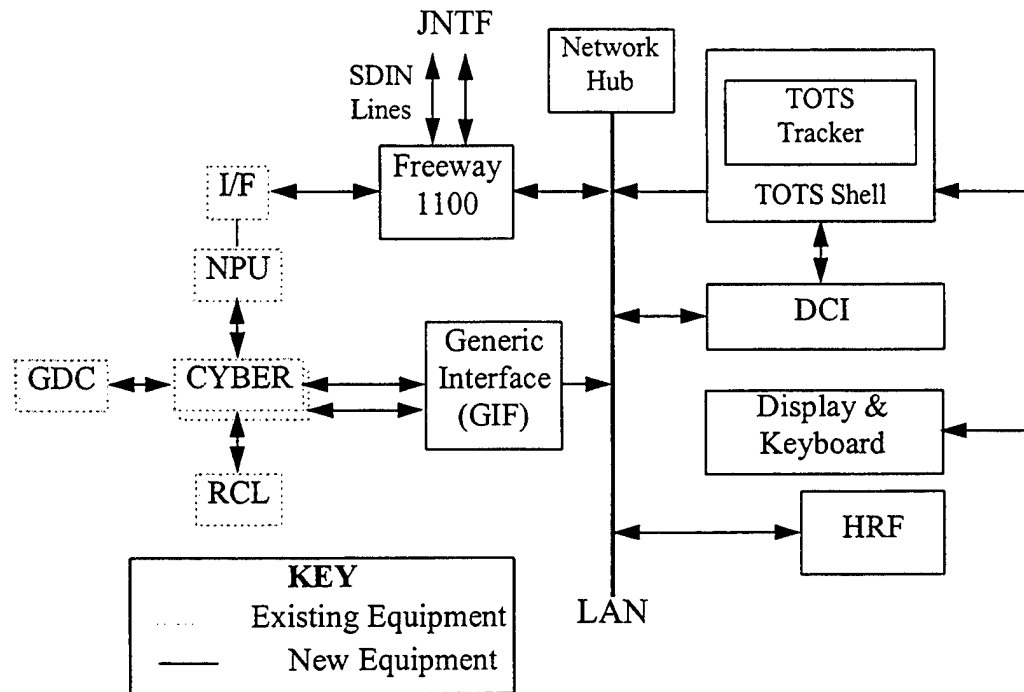 JNTF
SDIN
Lines
Network
Hub
TOTS
Tracker
TOTS Shell
I/F
Freeway
1100
NPU
DCI
GDC
CYBER
Generic
Interface
(GIF)
Display &
Keyboard
RCL
HRF
KEY
Existing Equipment
New Equipment
LAN